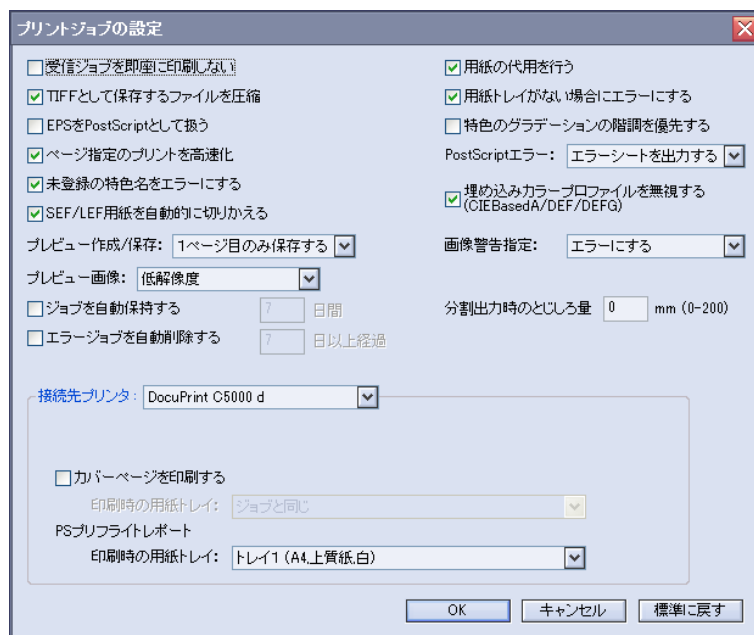 プリントジョブの設定
受信ジョブを即座に印刷しない
TIFFとして保存するファイルを圧縮
EPSをPostScriptとして扱う
ページ指定のプリントを高速化
未登録の特色名をエラーにする
SEF/LEF用紙を自動的に切りかえる
プレビュー作成/保存: 1ページ目のみ保存する
プレビュー画像: 低解像度
ジョブを自動保持する 7 日間
エラージョブを自動削除する 7 日以上経過
用紙の代用を行う
用紙トレイがない場合にエラーにする
特色のグラデーションの階調を優先する
PostScriptエラー: エラーシートを出力する
埋め込みカラープロファイルを無視する
(CIEBasedA/DEF/DEFG)
画像警告指定: エラーにする
分割出力時のとじしろ量 0 mm (0-200)
接続先プリンタ: DocuPrint C5000 d
カバーページを印刷する
印刷時の用紙トレイ: ジョブと同じ
PSプリフライトレポート
印刷時の用紙トレイ: トレイ1 (A4,上質紙,白)
OK キャンセル 標準に戻す